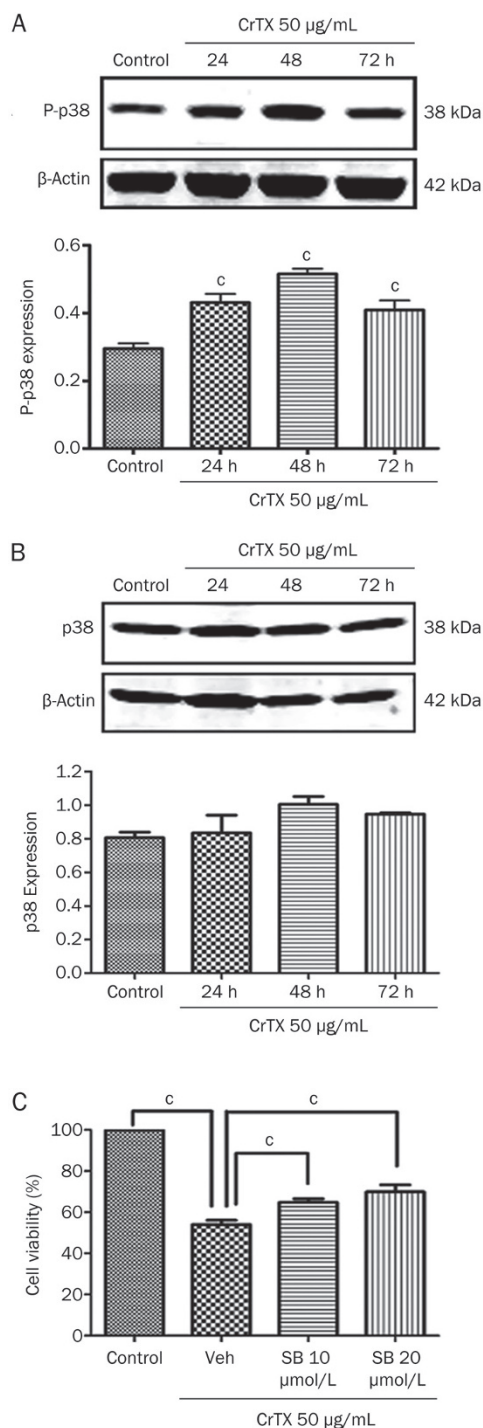 A
CrTX 50 μg/mL
Control 24 48 72 h
P-p38 38 kDa
β-Actin 42 kDa
0.6
c
c
c
0.4
P-p38 expression
0.2
0.0
Control 24 h 48 h 72 h
CrTX 50 μg/mL
B
CrTX 50 μg/mL
Control 24 48 72 h
p38 38 kDa
β-Actin 42 kDa
1.2
1.0
0.8
p38 Expression
0.6
0.4
0.2
0.0
Control 24 h 48 h 72 h
CrTX 50 μg/mL
C
c c
c
100
80
Cell viability (%)
60
40
20
0
Control Veh SB 10 SB 20
μmol/L μmol/L
CrTX 50 μg/mL